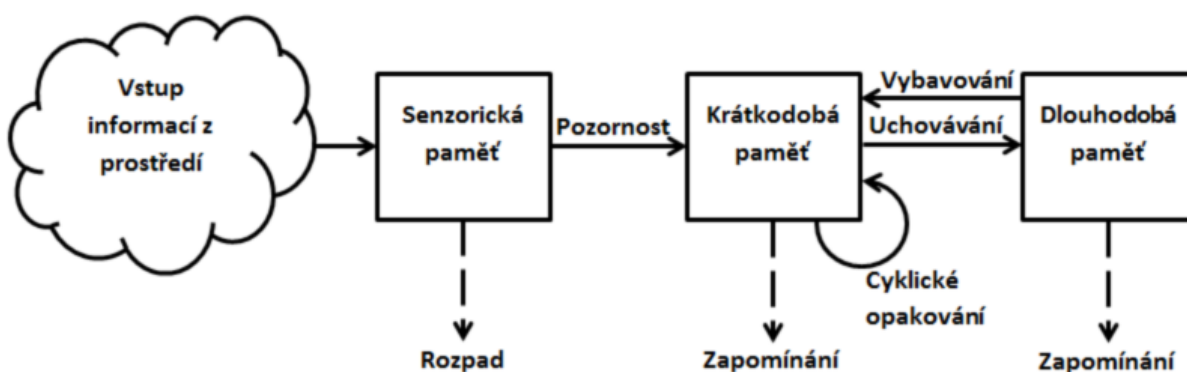 Vstup
informací z
prostředí
Senzorická
paměť
Pozornost
Krátkodobá
paměť
Vybavování
Uchovávání
Dlouhodobá
paměť
Cyklické
opakování
Rozpad
Zapomínání
Zapomínání